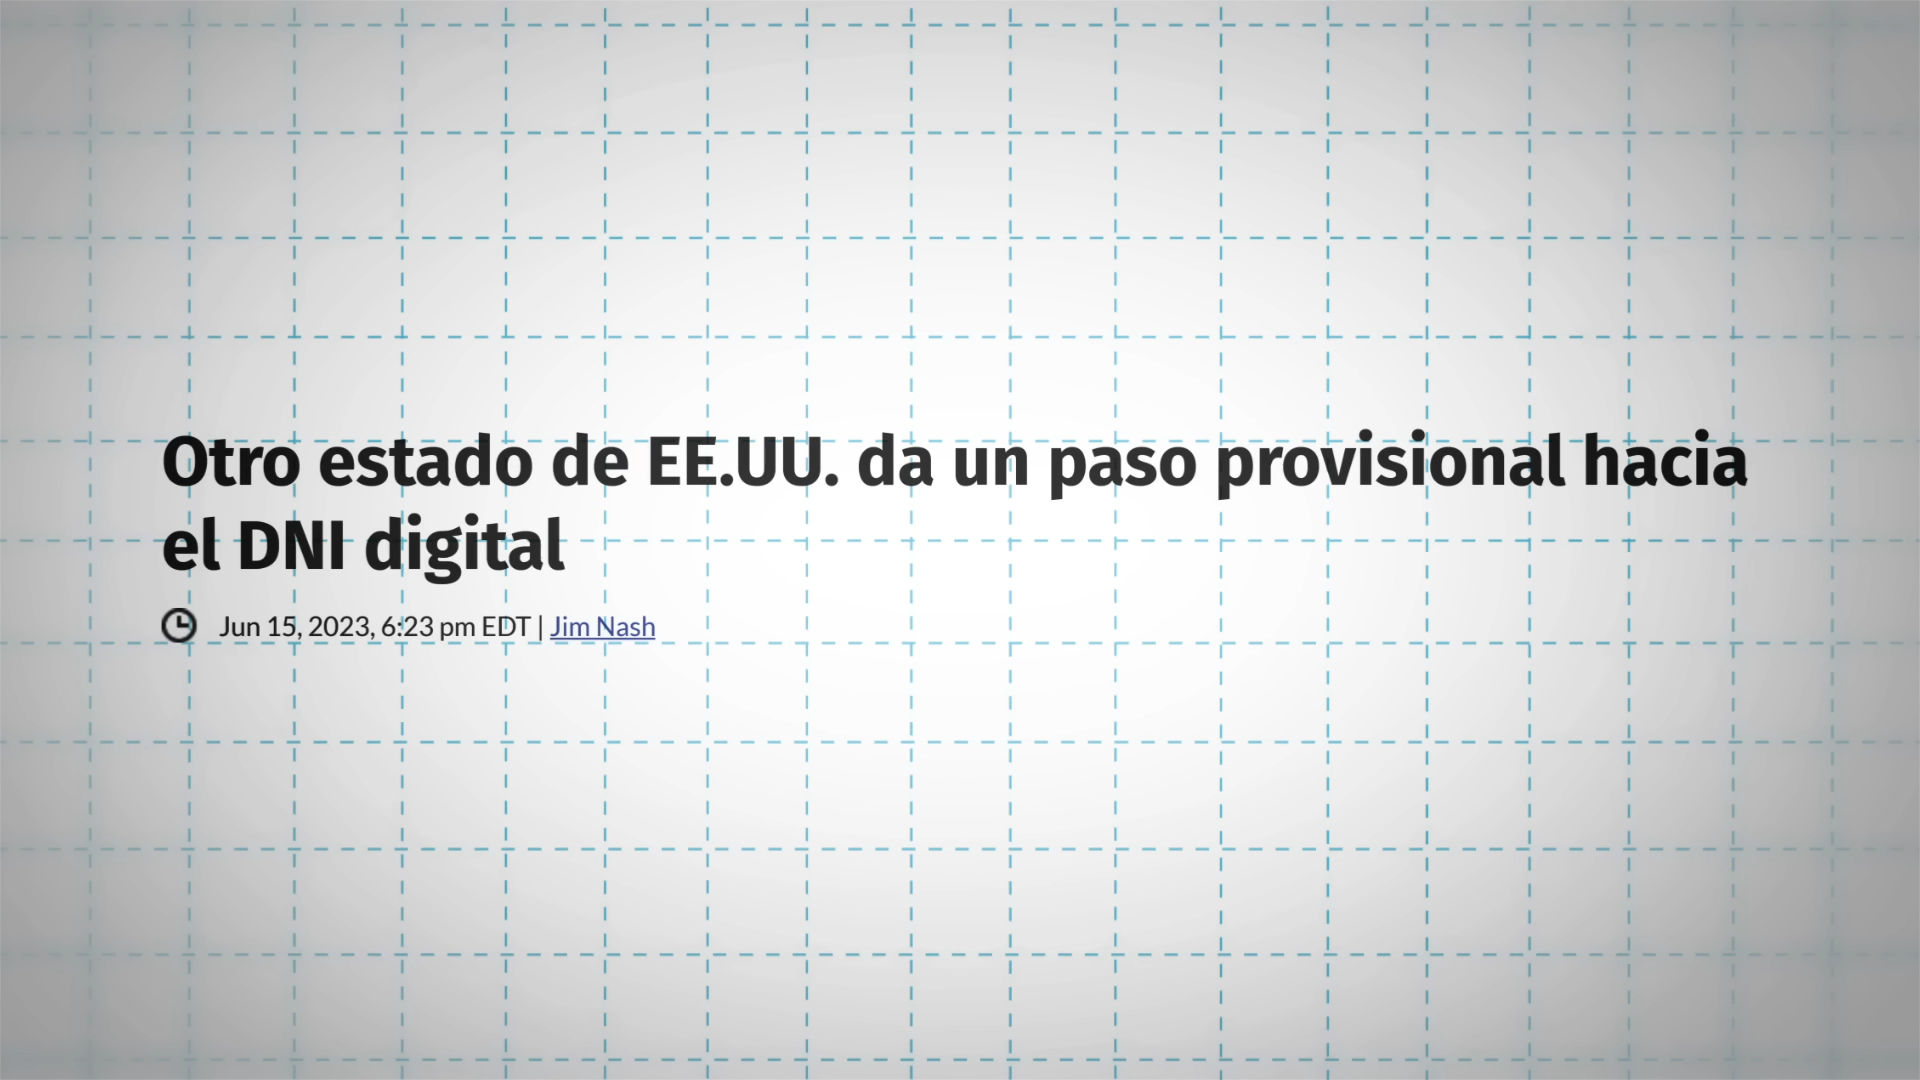 Otro estado de EE.UU. da un paso provisional hacia
el DNI digital
Jun 15, 2023, 6:23 pm EDT | Jim Nash